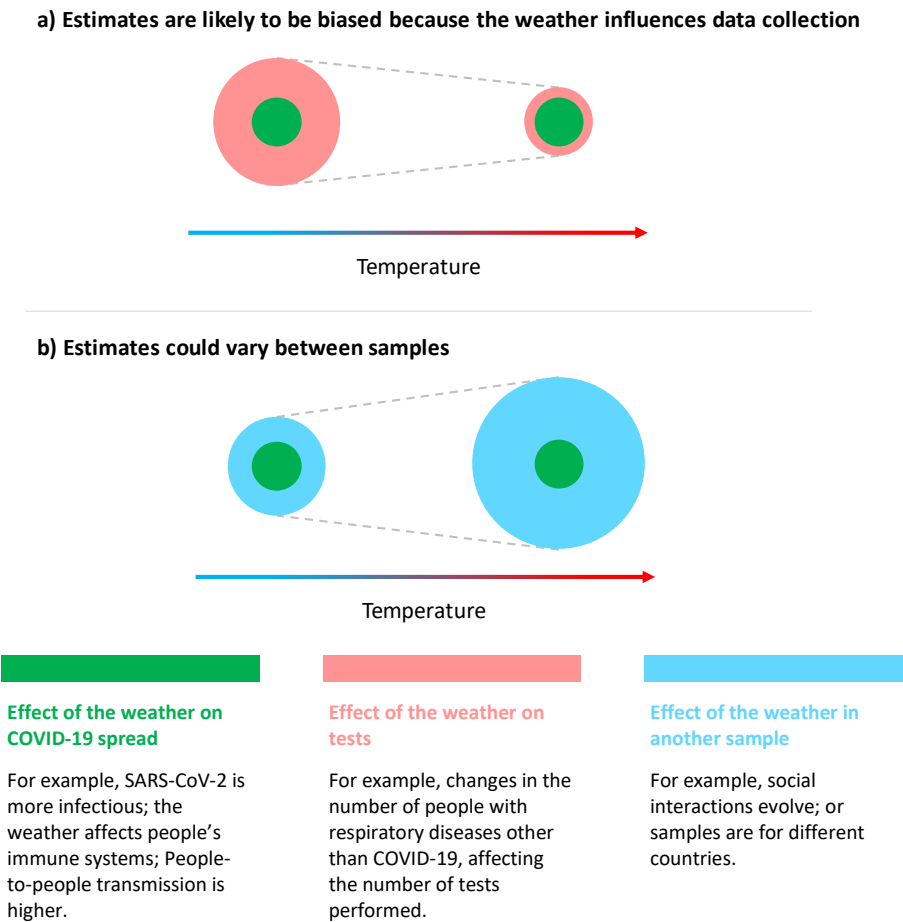 a) Estimates are likely to be biased because the weather influences data collection
Temperature
b) Estimates could vary between samples
Temperature
Effect of the weather on
COVID-19 spread
For example, SARS-CoV-2 is
more infectious; the
weather affects people’s
immune systems; People-
to-people transmission is
higher.
Effect of the weather on
tests
For example, changes in the
number of people with
respiratory diseases other
than COVID-19, affecting
the number of tests
performed.
Effect of the weather in
another sample
For example, social
interactions evolve; or
samples are for different
countries.